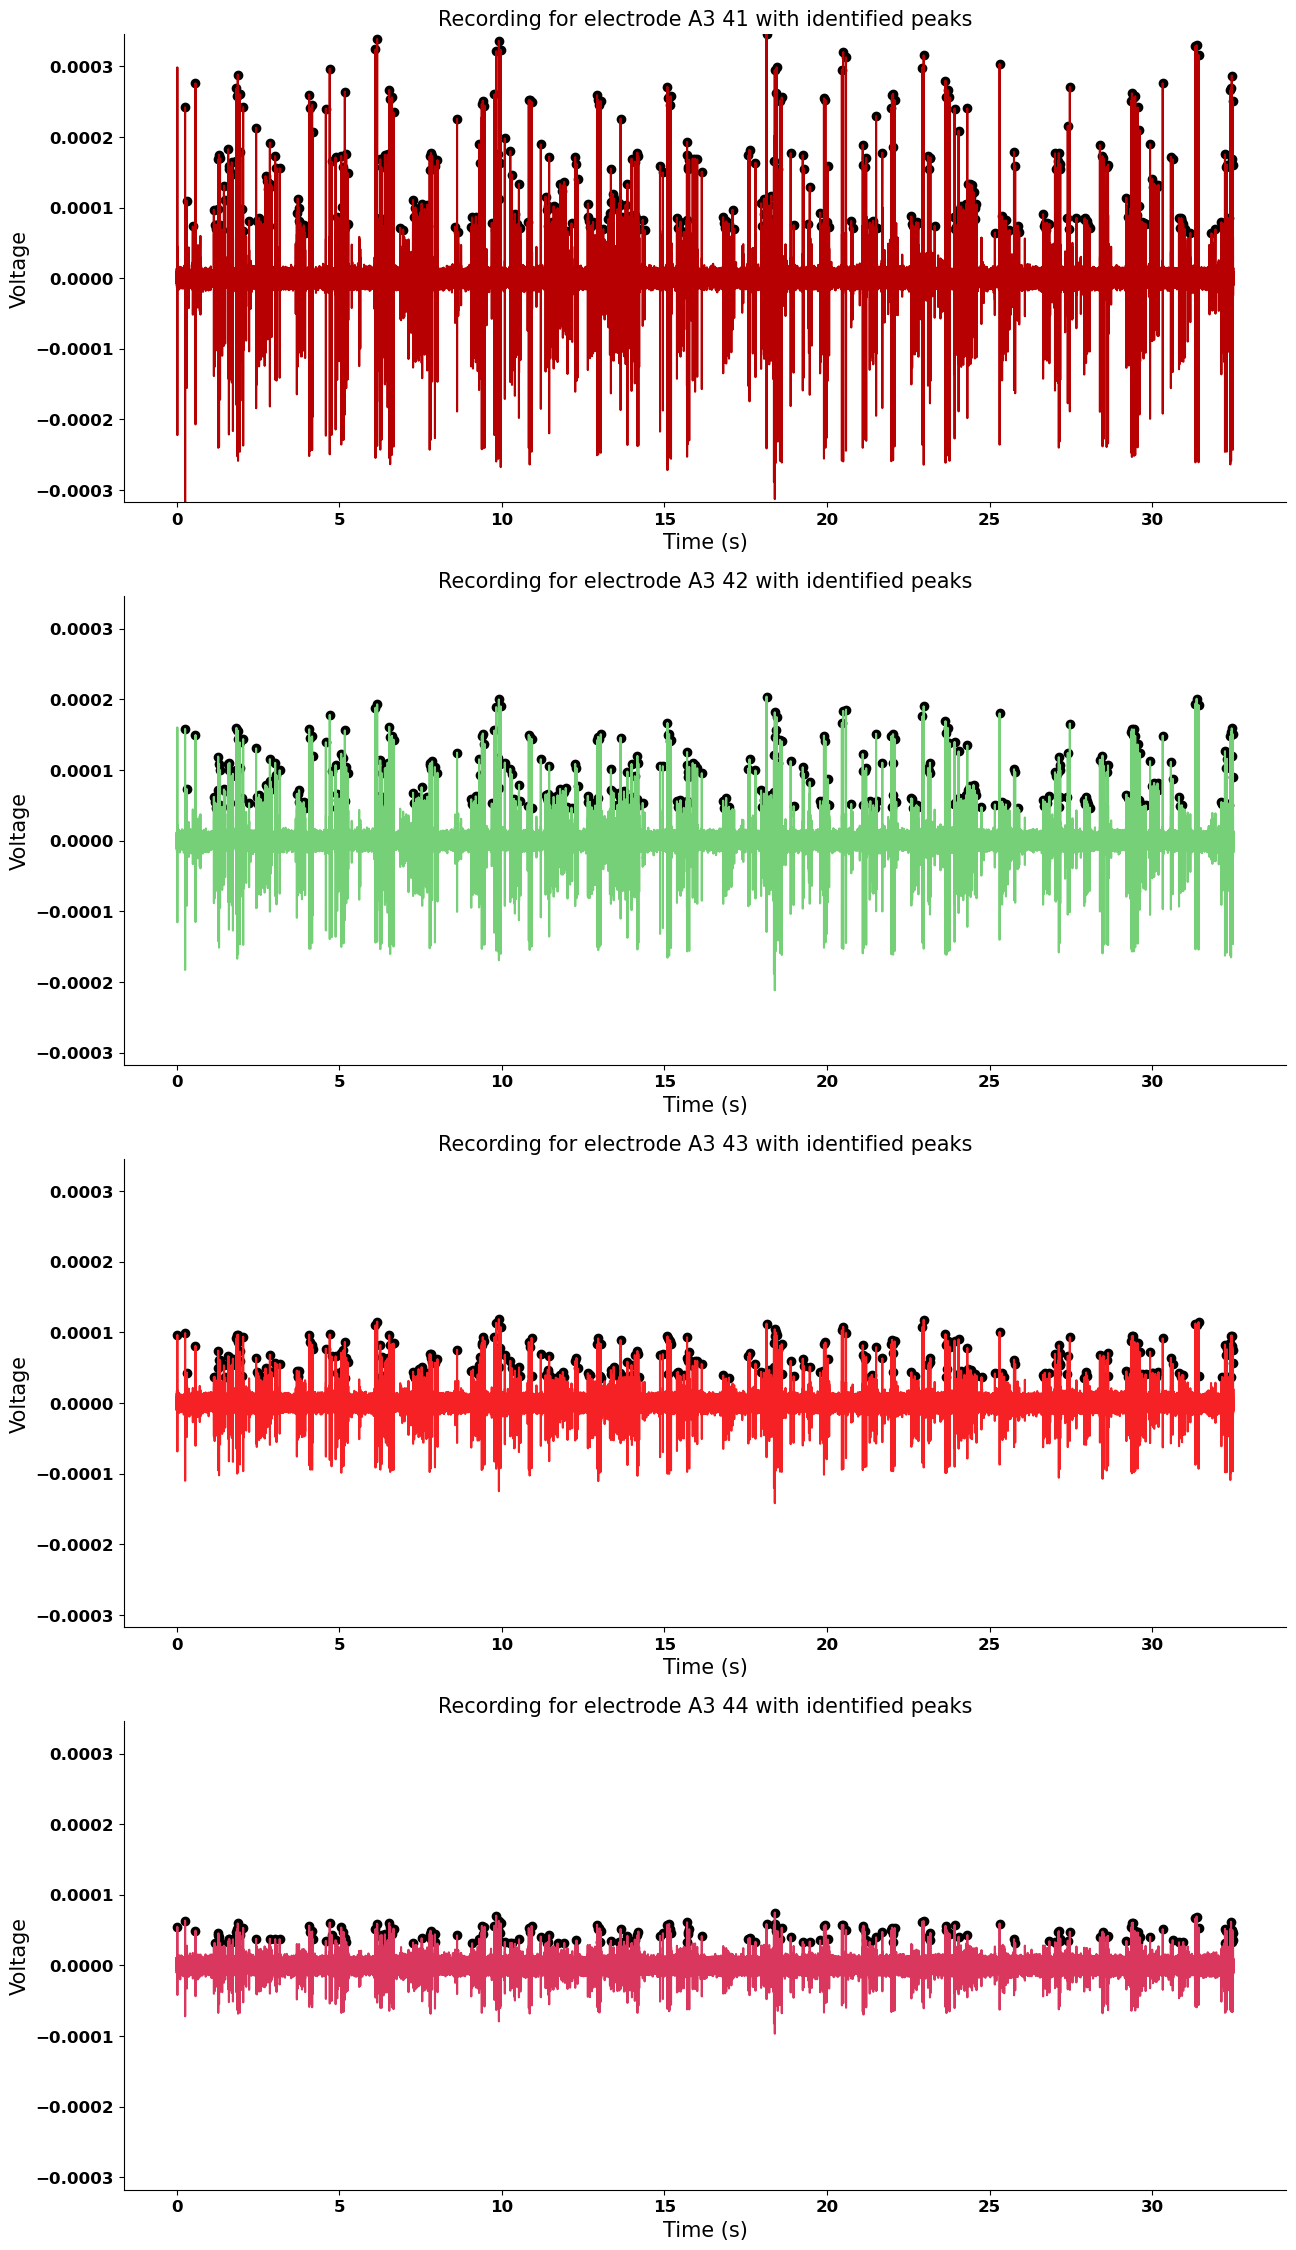 Recording for electrode A3 41 with identified peaks
0.0003
0.0002
0.0001
0.0000
−0.0001
−0.0002
−0.0003
Voltage
0 5 10 15 20 25 30
Time (s)
Recording for electrode A3 42 with identified peaks
0.0003
0.0002
0.0001
0.0000
−0.0001
−0.0002
−0.0003
Voltage
0 5 10 15 20 25 30
Time (s)
Recording for electrode A3 43 with identified peaks
0.0003
0.0002
0.0001
0.0000
−0.0001
−0.0002
−0.0003
Voltage
0 5 10 15 20 25 30
Time (s)
Recording for electrode A3 44 with identified peaks
0.0003
0.0002
0.0001
0.0000
−0.0001
−0.0002
−0.0003
Voltage
0 5 10 15 20 25 30
Time (s)